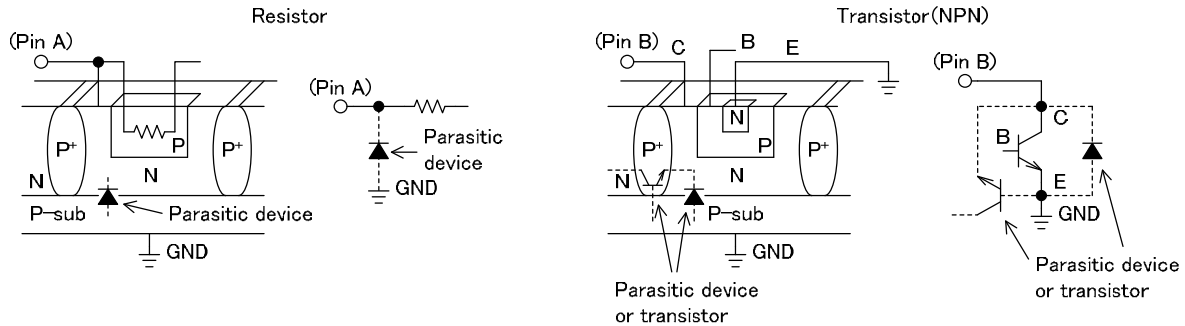 Resistor
(Pin A)
P+
P
P+
N
N
P-sub
Parasitic device
GND
(Pin A)
Parasitic
device
GND
Transistor(NPN)
(Pin B)
C
B
E
N
P+
P
P+
N
N
P-sub
GND
Parasitic device
or transistor
(Pin B)
C
B
E
GND
Parasitic device
or transistor